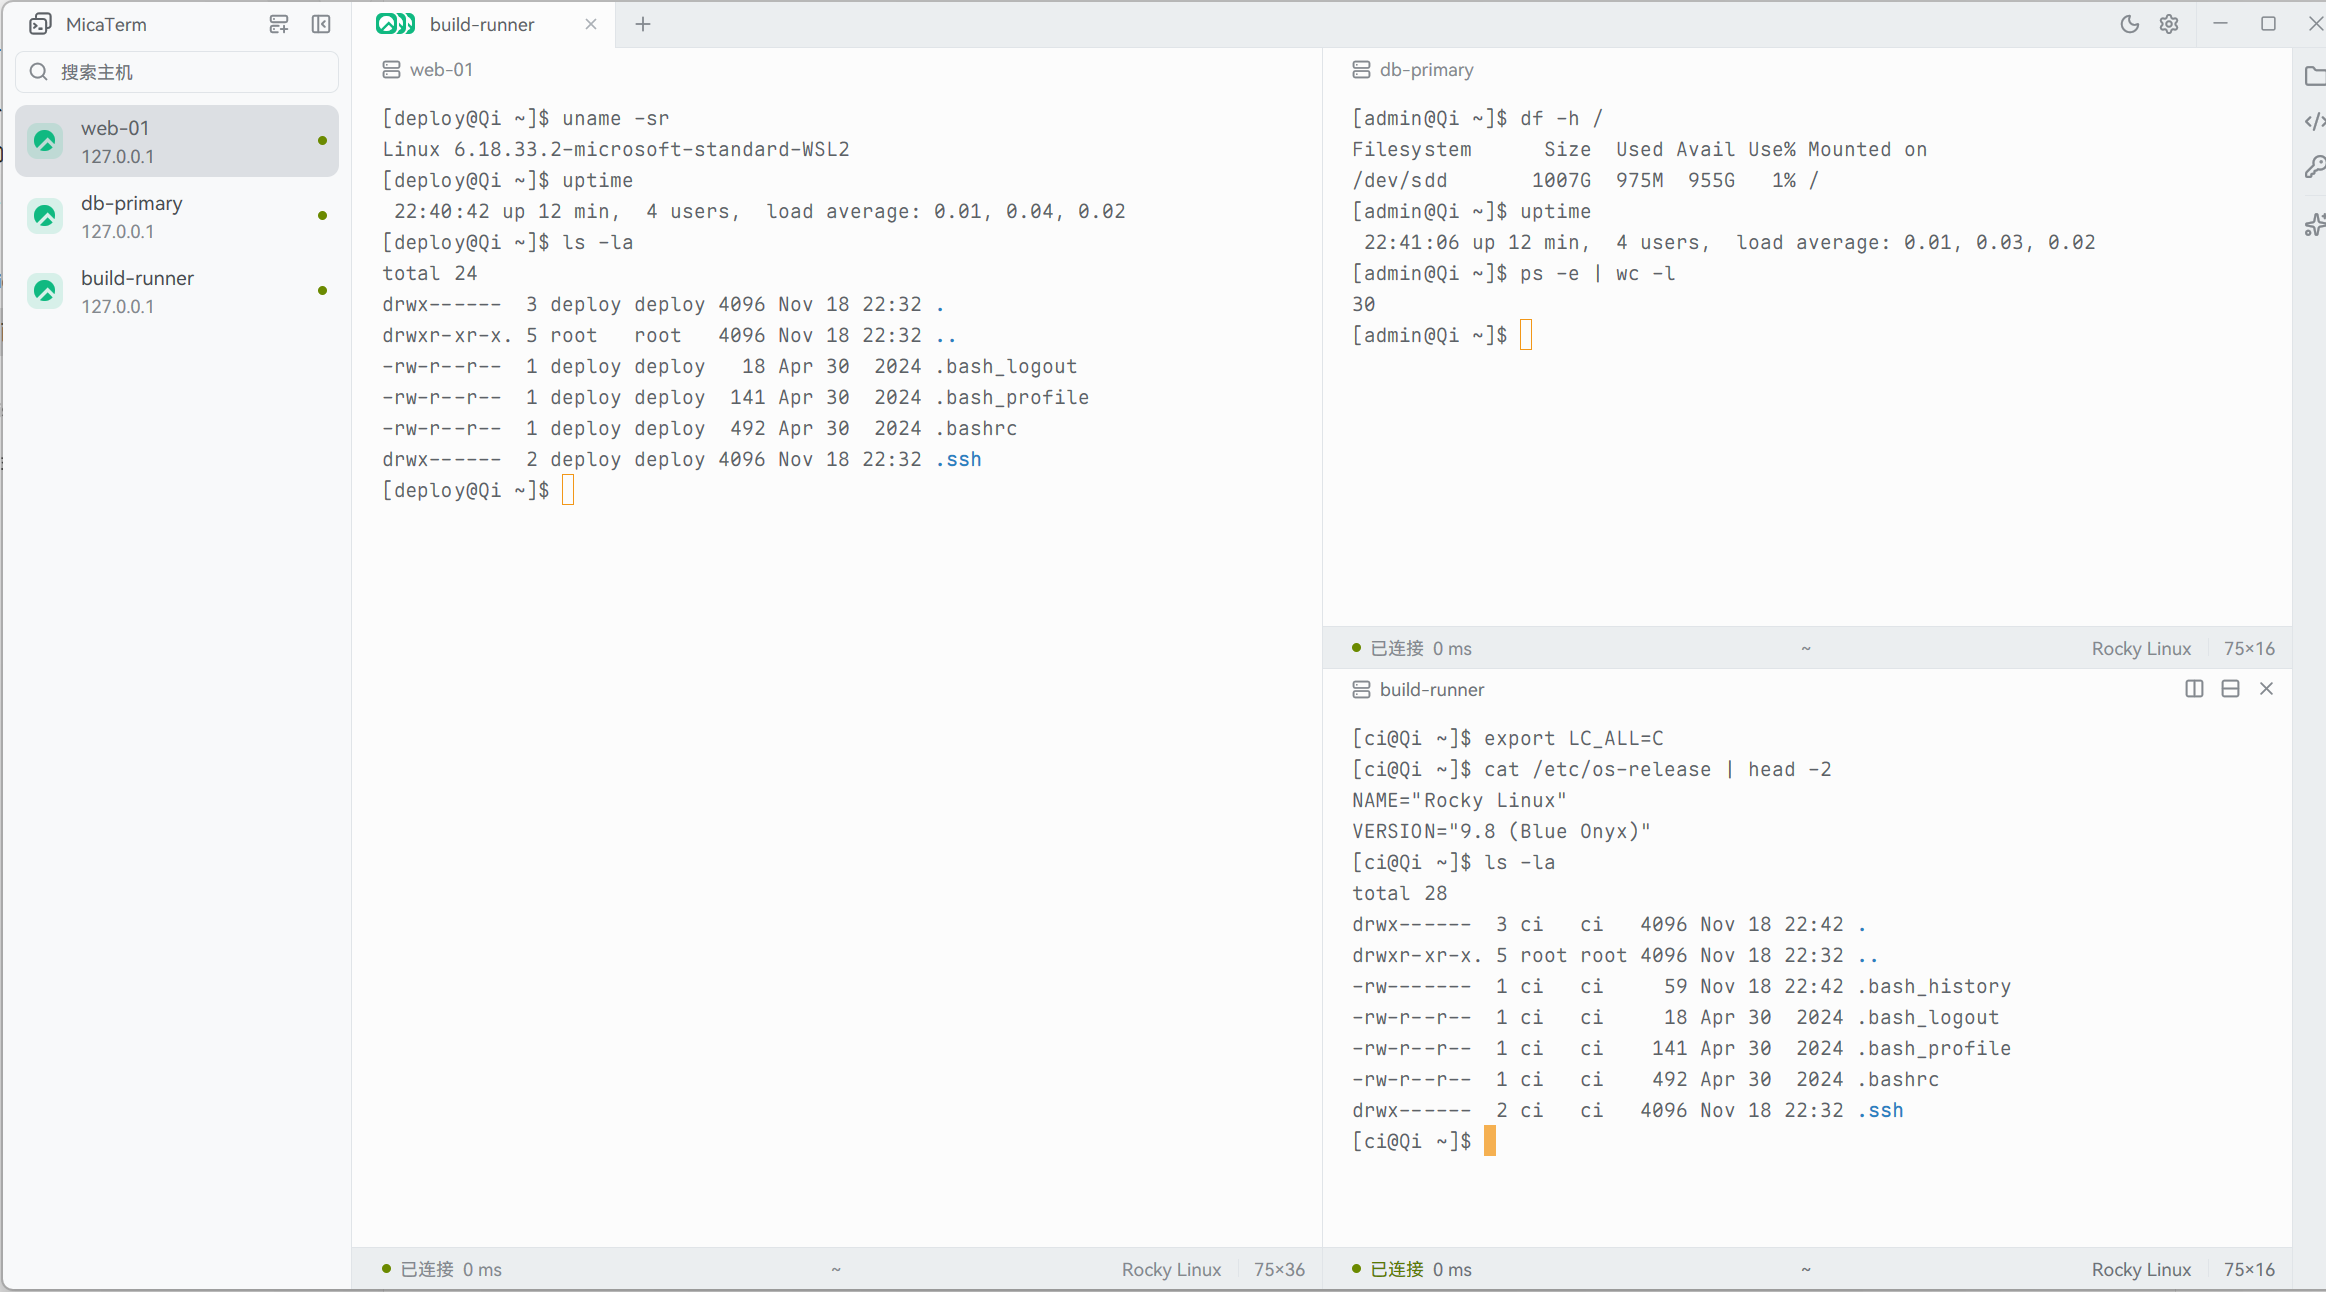 MicaTerm
搜索主机
web-01
127.0.0.1
db-primary
127.0.0.1
build-runner
127.0.0.1
build-runner
web-01
[deploy@Qi ~]$ uname -sr
Linux 6.18.33.2-microsoft-standard-WSL2
[deploy@Qi ~]$ uptime
 22:40:42 up 12 min,  4 users,  load average: 0.01, 0.04, 0.02
[deploy@Qi ~]$ ls -la
total 24
drwx------  3 deploy deploy 4096 Nov 18 22:32 .
drwxr-xr-x. 5 root   root   4096 Nov 18 22:32 ..
-rw-r--r--  1 deploy deploy   18 Apr 30  2024 .bash_logout
-rw-r--r--  1 deploy deploy  141 Apr 30  2024 .bash_profile
-rw-r--r--  1 deploy deploy  492 Apr 30  2024 .bashrc
drwx------  2 deploy deploy 4096 Nov 18 22:32 .ssh
[deploy@Qi ~]$
已连接 0 ms ~ Rocky Linux 75×36
db-primary
[admin@Qi ~]$ df -h /
Filesystem      Size  Used Avail Use% Mounted on
/dev/sdd       1007G  975M  955G   1% /
[admin@Qi ~]$ uptime
 22:41:06 up 12 min,  4 users,  load average: 0.01, 0.03, 0.02
[admin@Qi ~]$ ps -e | wc -l
30
[admin@Qi ~]$
已连接 0 ms ~ Rocky Linux 75×16
build-runner
[ci@Qi ~]$ export LC_ALL=C
[ci@Qi ~]$ cat /etc/os-release | head -2
NAME="Rocky Linux"
VERSION="9.8 (Blue Onyx)"
[ci@Qi ~]$ ls -la
total 28
drwx------  3 ci   ci   4096 Nov 18 22:42 .
drwxr-xr-x. 5 root root 4096 Nov 18 22:32 ..
-rw-------  1 ci   ci     59 Nov 18 22:42 .bash_history
-rw-r--r--  1 ci   ci     18 Apr 30  2024 .bash_logout
-rw-r--r--  1 ci   ci    141 Apr 30  2024 .bash_profile
-rw-r--r--  1 ci   ci    492 Apr 30  2024 .bashrc
drwx------  2 ci   ci   4096 Nov 18 22:32 .ssh
[ci@Qi ~]$
已连接 0 ms ~ Rocky Linux 75×16